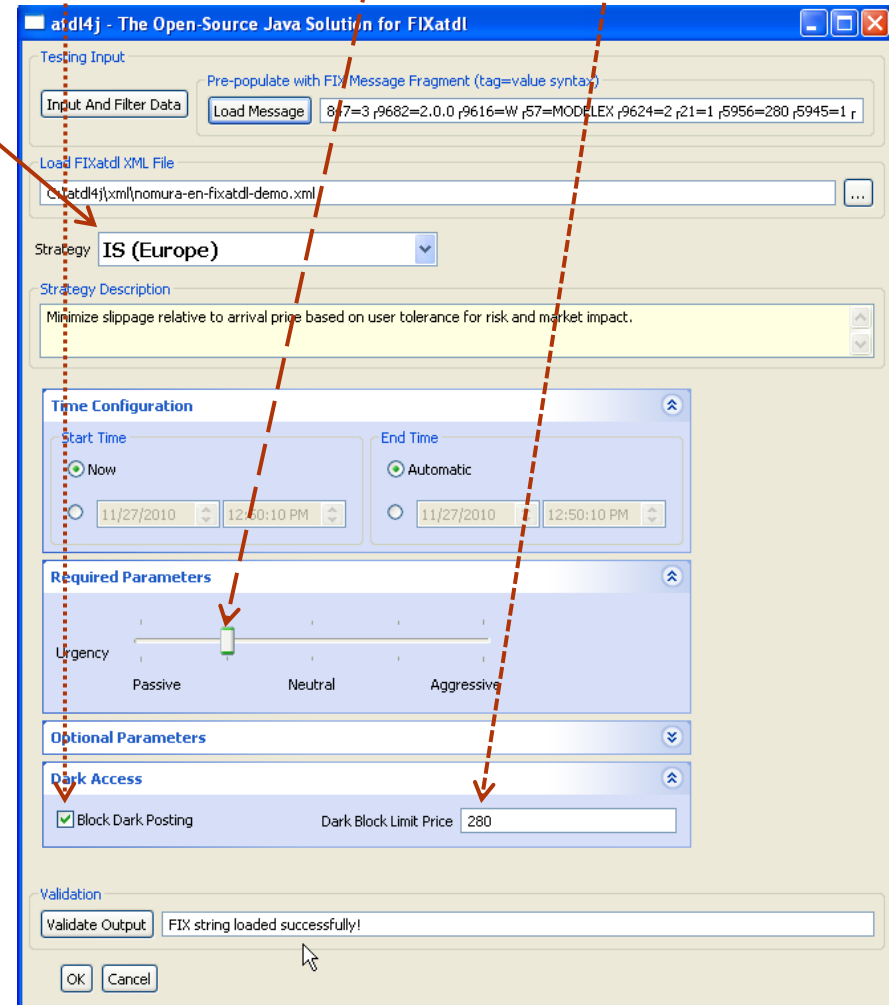 atdl4j - The Open-Source Java Solution for FIXatdl
Testing Input
Pre-populate with FIX Message Fragment (tag=value syntax)
Input And Filter Data
Load Message
847=3 ┌9682=2.0.0 ┌9616=W ┌57=MODELEX ┌9624=2 ┌21=1 ┌5956=280 ┌5945=1 ┌
Load FIXatdl XML File
C:\atdl4j\xml\nomura-en-fixatdl-demo.xml
...
Strategy IS (Europe)
Strategy Description
Minimize slippage relative to arrival price based on user tolerance for risk and market impact.
Time Configuration
Start Time
End Time
Now
Automatic
11/27/2010 12:50:10 PM
11/27/2010 12:50:10 PM
Required Parameters
Urgency
Passive Neutral Aggressive
Optional Parameters
Dark Access
Block Dark Posting
Dark Block Limit Price 280
Validation
Validate Output
FIX string loaded successfully!
OK Cancel